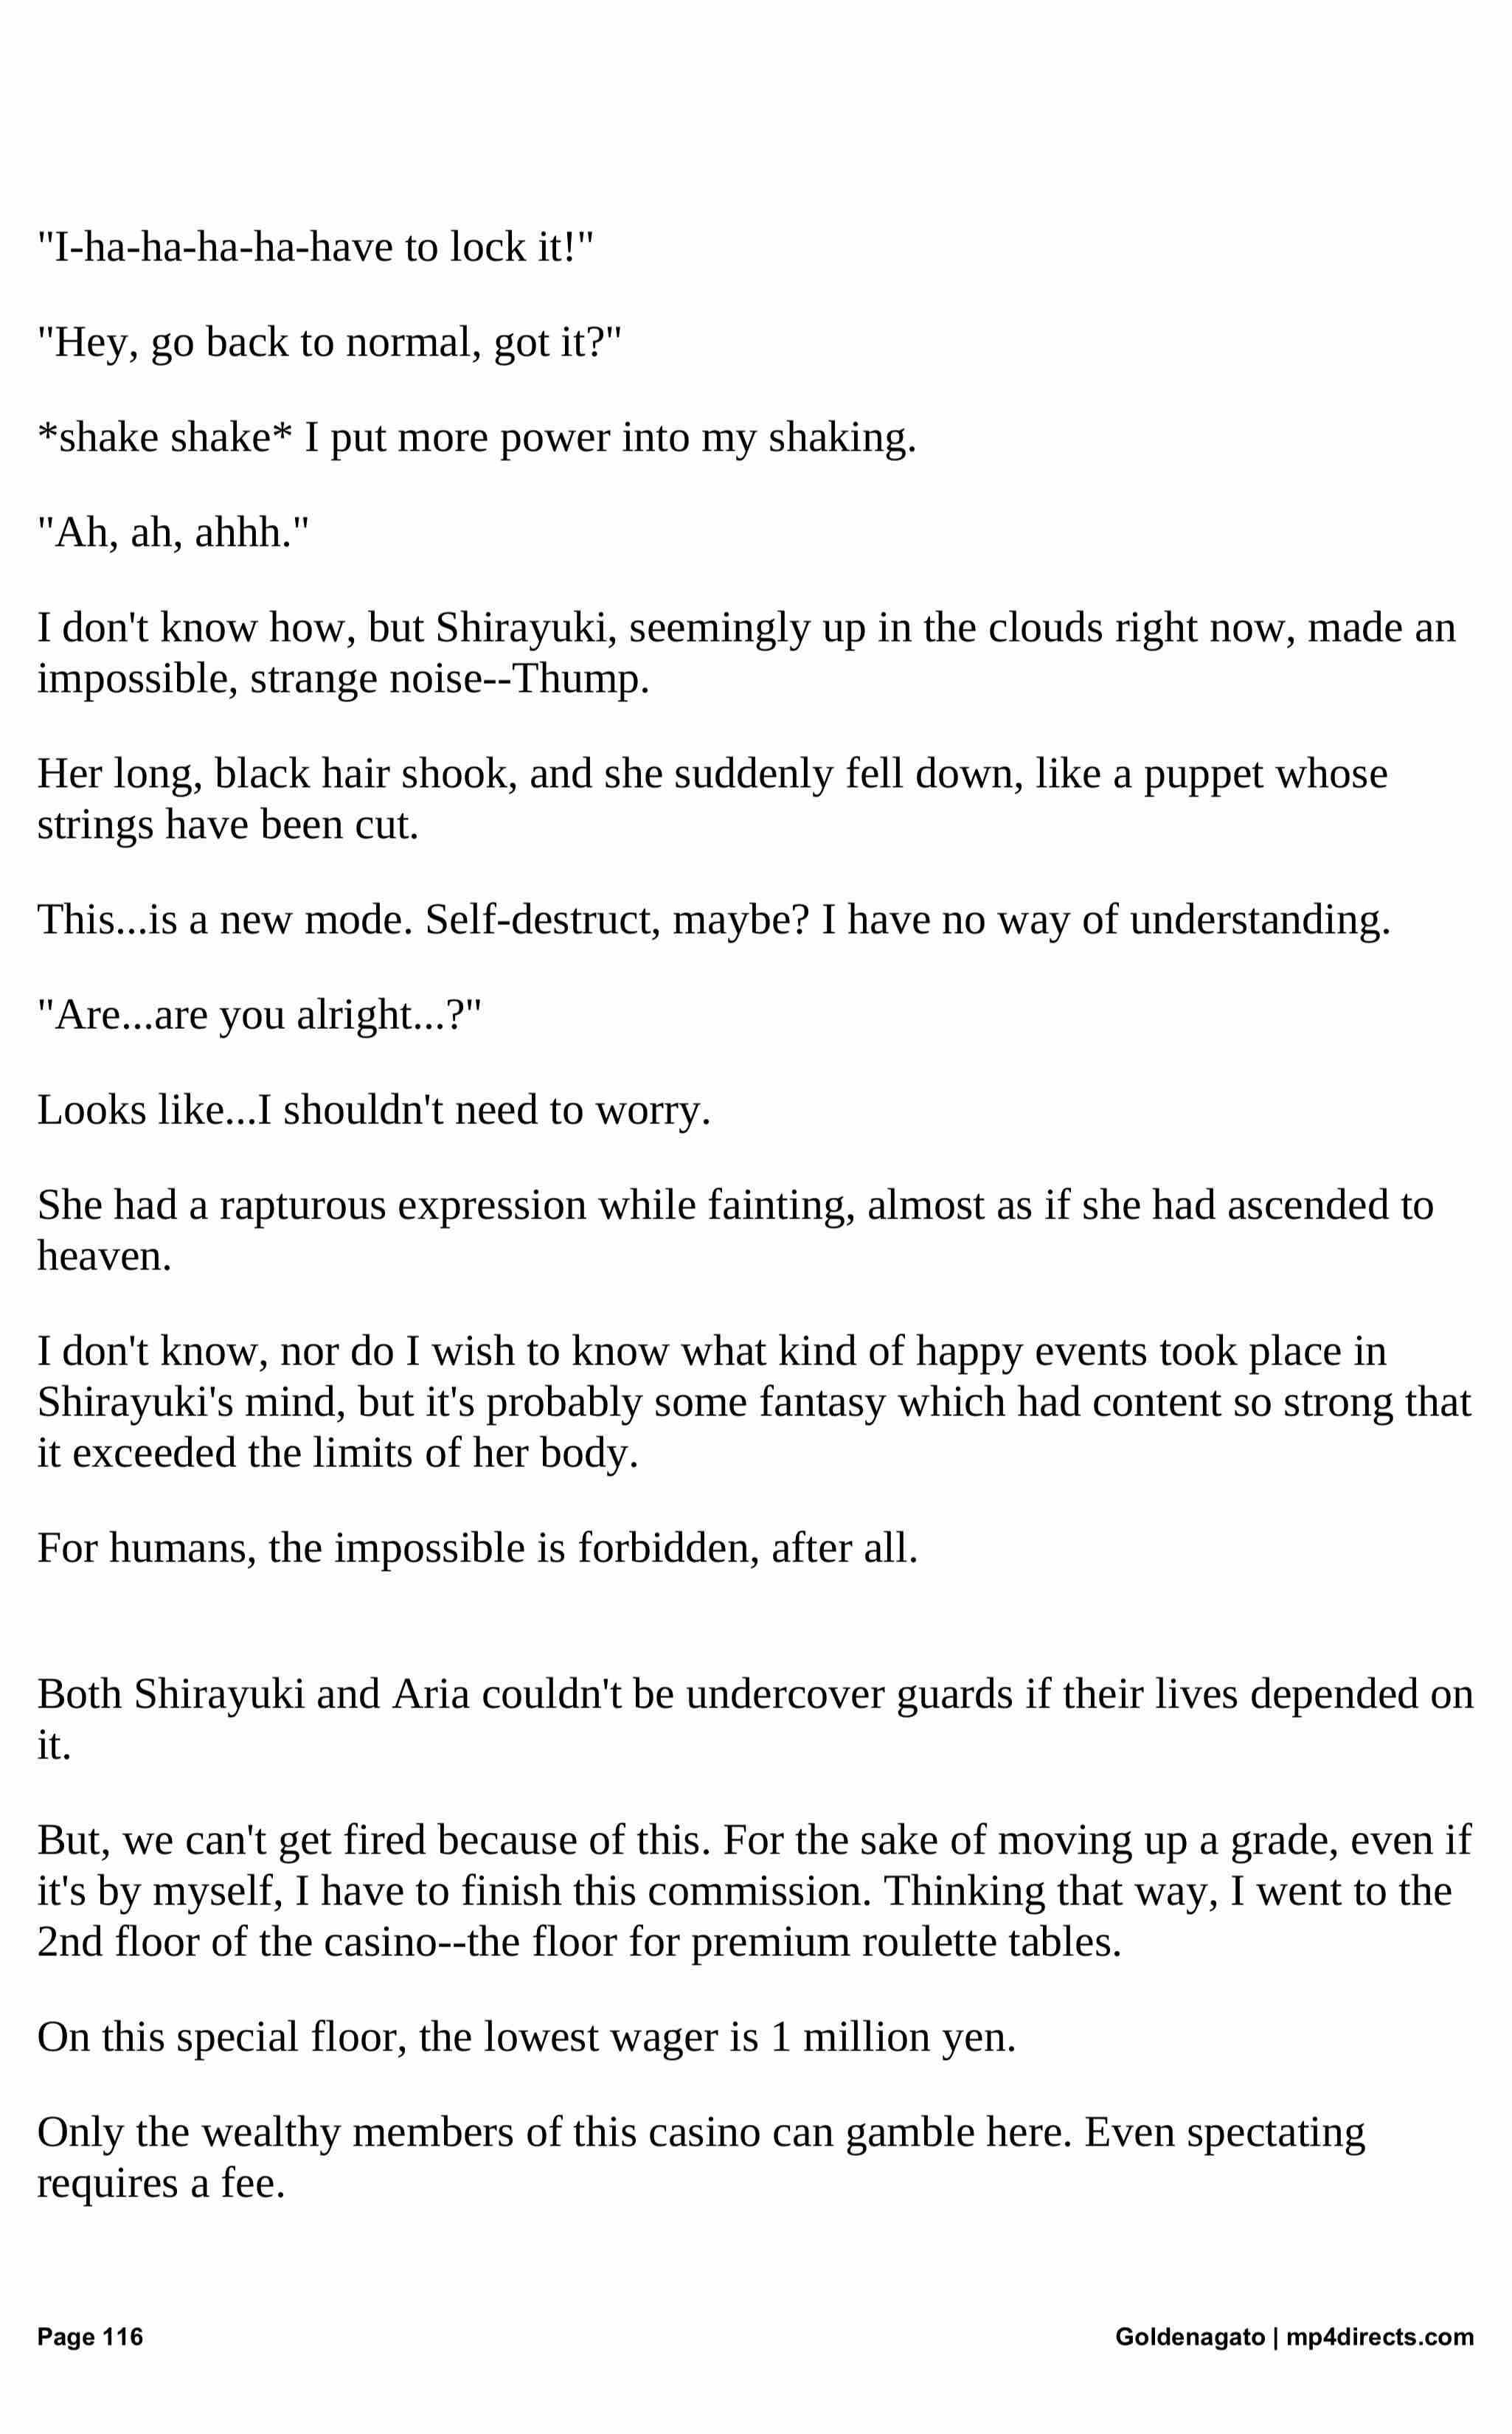 "I-ha-ha-ha-ha-have to lock it!"
"Hey, go back to normal, got it?"
*shake shake* I put more power into my shaking.
"Ah, ah, ahhh."
I don't know how, but Shirayuki, seemingly up in the clouds right now, made an
impossible, strange noise--Thump.
Her long, black hair shook, and she suddenly fell down, like a puppet whose
strings have been cut.
This...is a new mode. Self-destruct, maybe? I have no way of understanding.
"Are...are you alright...?"
Looks like...I shouldn't need to worry.
She had a rapturous expression while fainting, almost as if she had ascended to
heaven.
I don't know, nor do I wish to know what kind of happy events took place in
Shirayuki's mind, but it's probably some fantasy which had content so strong that
it exceeded the limits of her body.
For humans, the impossible is forbidden, after all.
Both Shirayuki and Aria couldn't be undercover guards if their lives depended on
it.
But, we can't get fired because of this. For the sake of moving up a grade, even if
it's by myself, I have to finish this commission. Thinking that way, I went to the
2nd floor of the casino--the floor for premium roulette tables.
On this special floor, the lowest wager is 1 million yen.
Only the wealthy members of this casino can gamble here. Even spectating
requires a fee.
Page 116
Goldenagato | mp4directs.com